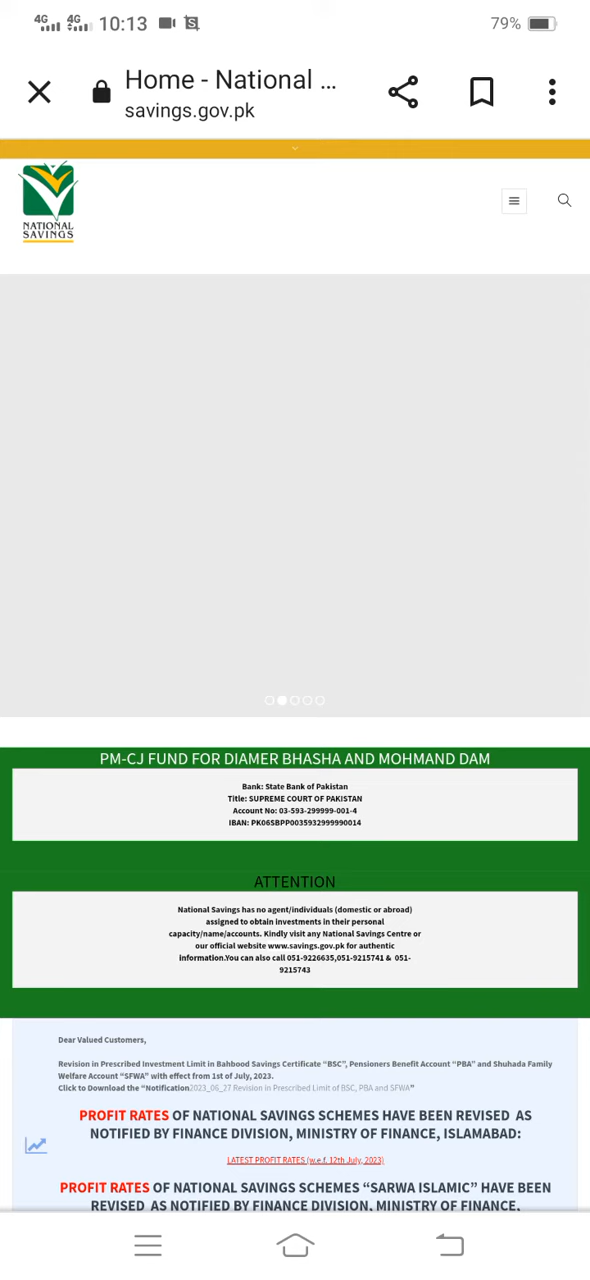 4G 4G 10:13 79%
Home - National ...
savings.gov.pk
NATIONAL
SAVINGS
PM-CJ FUND FOR DIAMER BHASHA AND MOHMAND DAM
Bank: State Bank of Pakistan
Title: SUPREME COURT OF PAKISTAN
Account No: 03-593-299999-001-4
IBAN: PK06SBPP0035932999990014
ATTENTION
National Savings has no agent/individuals (domestic or abroad)
assigned to obtain investments in their personal
capacity/name/accounts. Kindly visit any National Savings Centre or
our official website www.savings.gov.pk for authentic
information.You can also call 051-9226635,051-9215741 & 051-
9215743
Dear Valued Customers,
Revision in Prescribed Investment Limit in Bahbood Savings Certificate “BSC”, Pensioners Benefit Account “PBA” and Shuhada Family
Welfare Account “SFWA” with effect from 1st of July, 2023.
Click to Download the “Notification2023_06_27 Revision in Prescribed Limit of BSC, PBA and SFWA”
PROFIT RATES OF NATIONAL SAVINGS SCHEMES HAVE BEEN REVISED AS
NOTIFIED BY FINANCE DIVISION, MINISTRY OF FINANCE, ISLAMABAD:
LATEST PROFIT RATES (w.e.f. 12th July, 2023)
PROFIT RATES OF NATIONAL SAVINGS SCHEMES “SARWA ISLAMIC” HAVE BEEN
REVISED AS NOTIFIED BY FINANCE DIVISION, MINISTRY OF FINANCE,